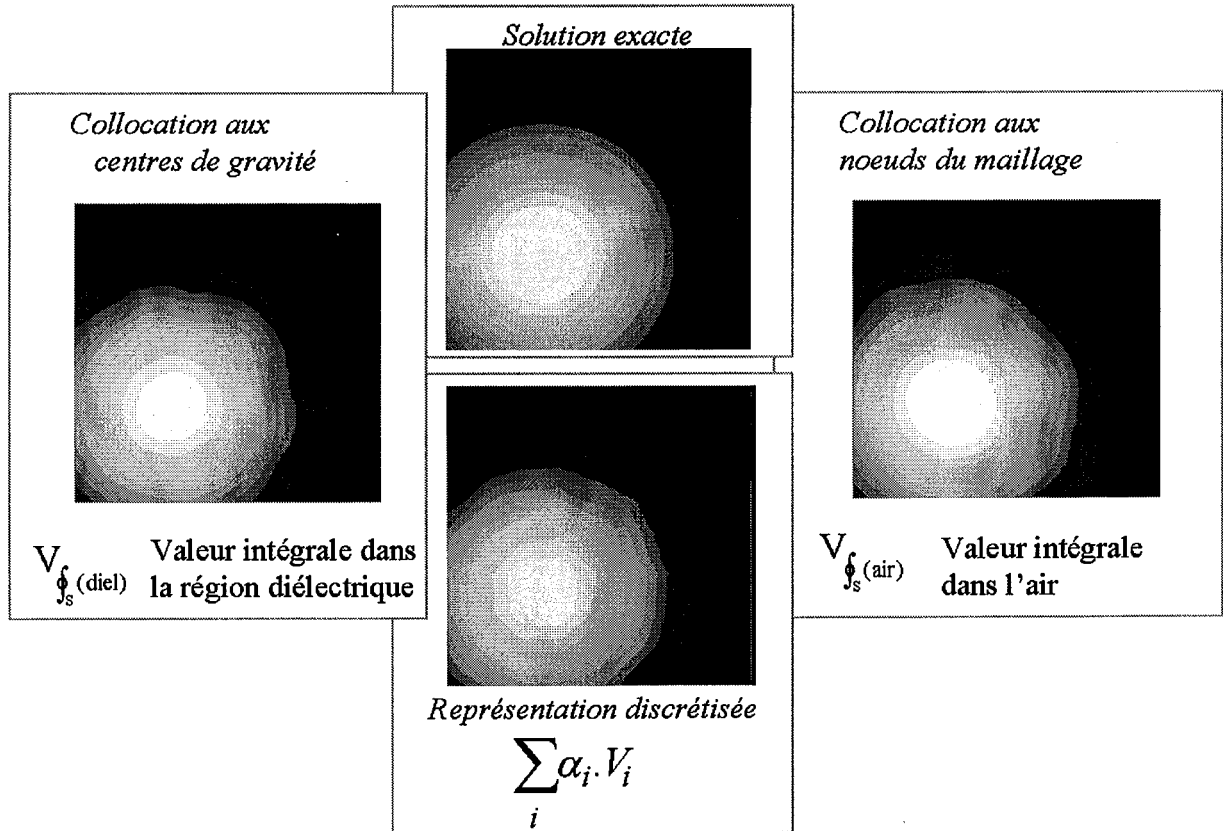 Solution exacte
Collocation aux
centres de gravité
Collocation aux
noeuds du maillage
V∮s(diel) Valeur intégrale dans
la région diélectrique
V∮s(air) Valeur intégrale
dans l'air
Représentation discrétisée
∑αi.Vi
i